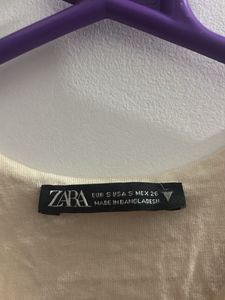 ZARA
EUR S USA S MEX 26
MADE IN BANGLADESH